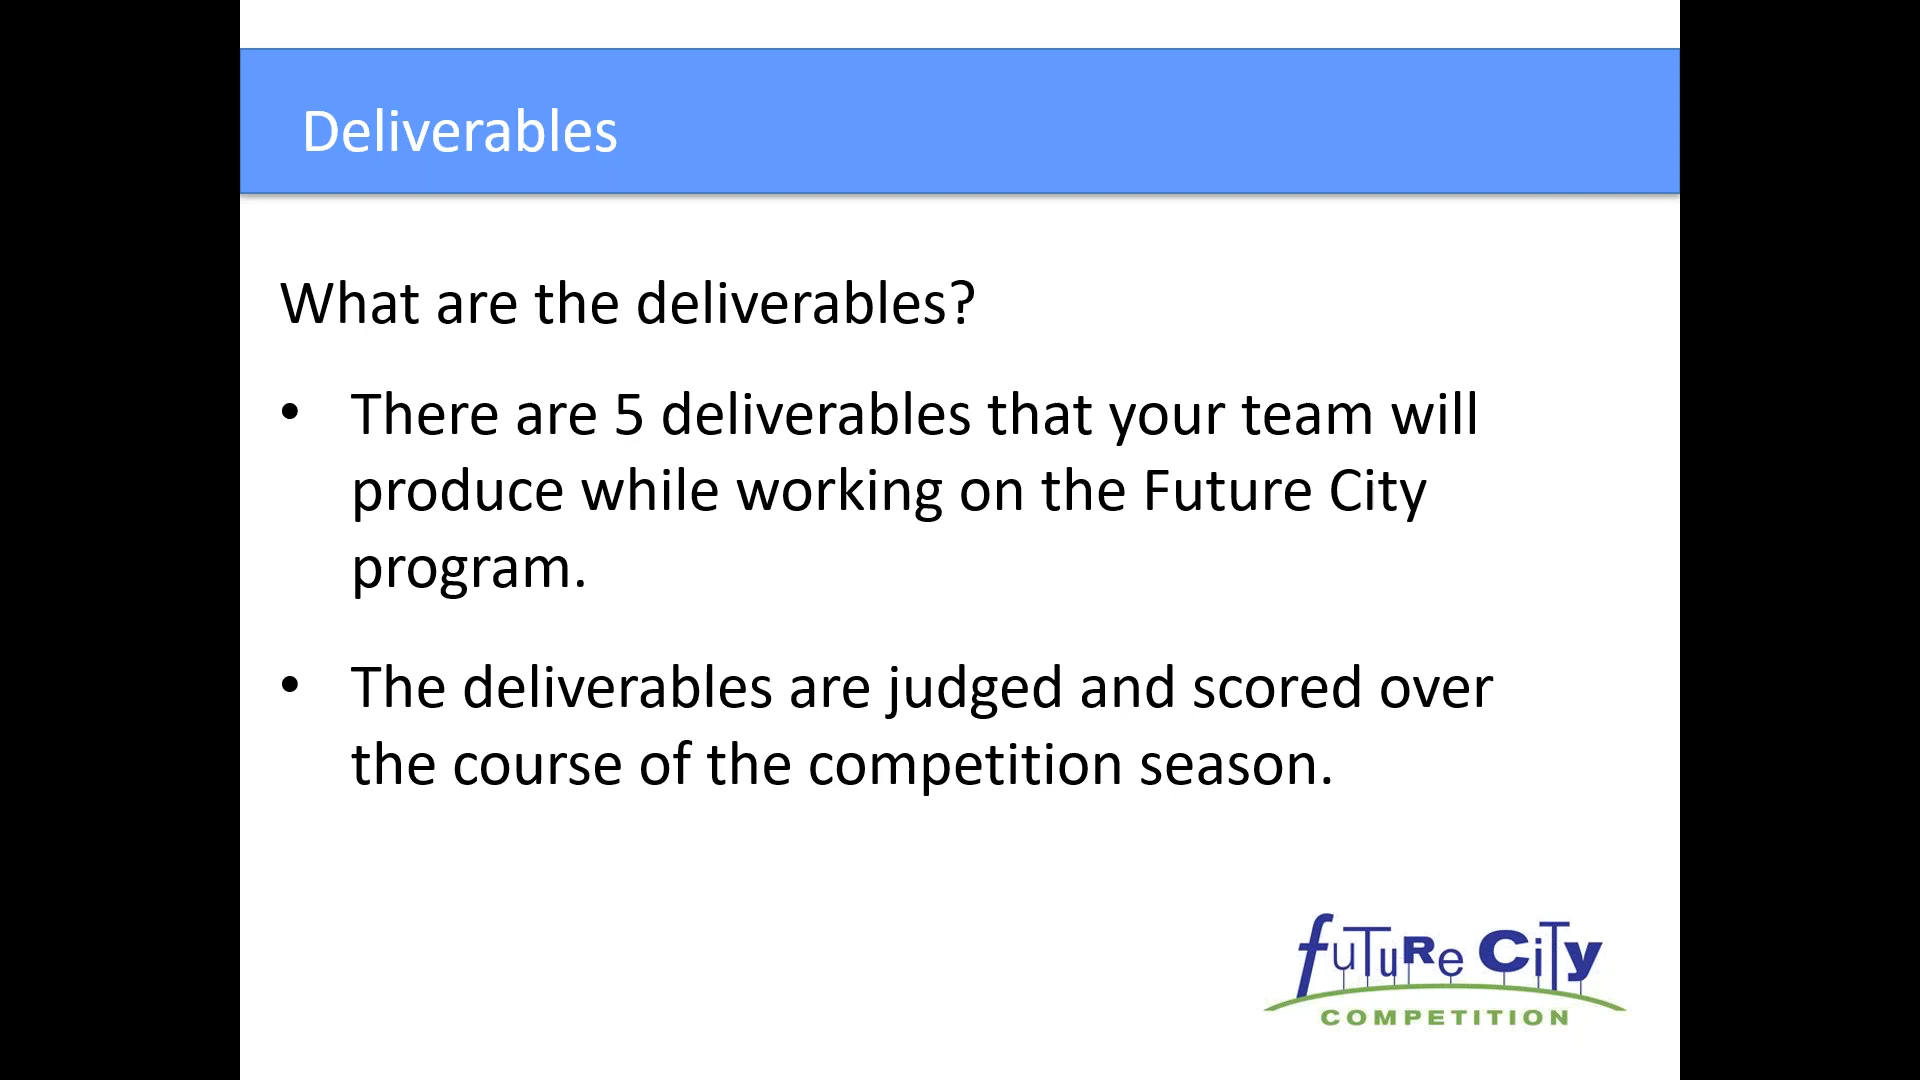 Deliverables
What are the deliverables?
• There are 5 deliverables that your team will
produce while working on the Future City
program.
• The deliverables are judged and scored over
the course of the competition season.
fuTuRe CiTy
COMPETITION